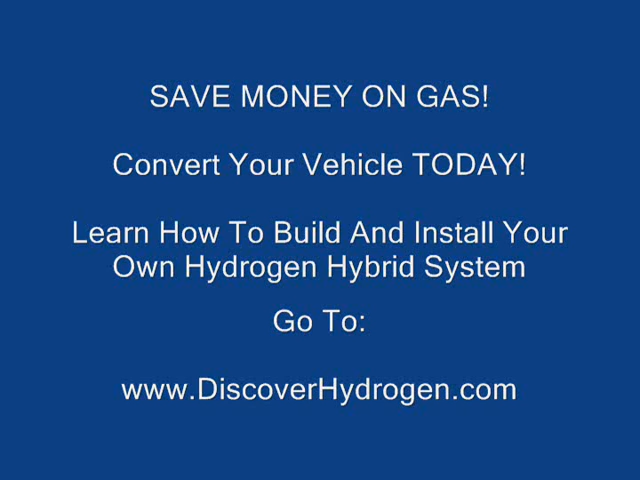 SAVE MONEY ON GAS!
Convert Your Vehicle TODAY!
Learn How To Build And Install Your
Own Hydrogen Hybrid System
Go To:
www.DiscoverHydrogen.com